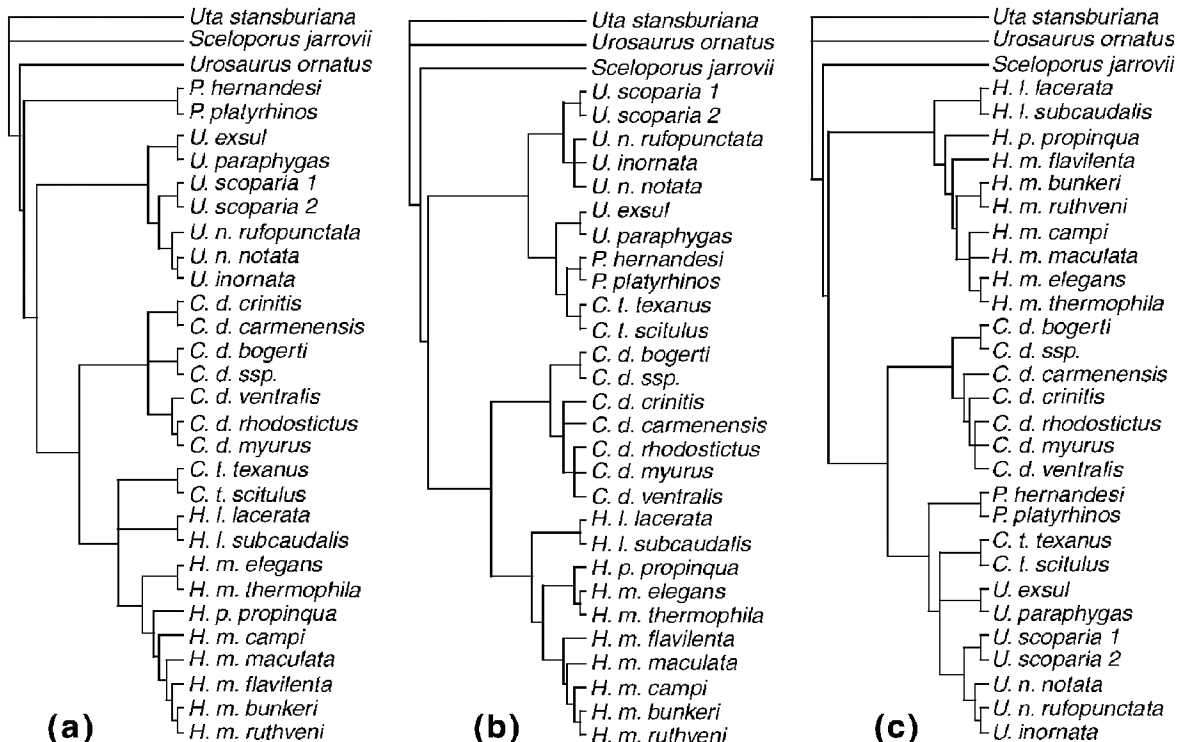 Uta stansburiana
Sceloporus jarrovii
Urosaurus ornatus
P. hernandesi
P. platyrhinos
U. exsul
U. paraphygas
U. scoparia 1
U. scoparia 2
U. n. rufopunctata
U. n. notata
U. inornata
C. d. crinitis
C. d. carmenensis
C. d. bogerti
C. d. ssp.
C. d. ventralis
C. d. rhodostictus
C. d. myurus
C. t. texanus
C. t. scitulus
H. l. lacerata
H. l. subcaudalis
H. m. elegans
H. m. thermophila
H. p. propinqua
H. m. campi
H. m. maculata
H. m. flavilenta
H. m. bunkeri
H. m. ruthveni
(a)
Uta stansburiana
Urosaurus ornatus
Sceloporus jarrovii
U. scoparia 1
U. scoparia 2
U. n. rufopunctata
U. inornata
U. n. notata
U. exsul
U. paraphygas
P. hernandesi
P. platyrhinos
C. t. texanus
C. t. scitulus
C. d. bogerti
C. d. ssp.
C. d. crinitis
C. d. carmenensis
C. d. rhodostictus
C. d. myurus
C. d. ventralis
H. l. lacerata
H. l. subcaudalis
H. p. propinqua
H. m. elegans
H. m. thermophila
H. m. flavilenta
H. m. maculata
H. m. campi
H. m. bunkeri
H. m. ruthveni
(b)
Uta stansburiana
Urosaurus ornatus
Sceloporus jarrovii
H. l. lacerata
H. l. subcaudalis
H. p. propinqua
H. m. flavilenta
H. m. bunkeri
H. m. ruthveni
H. m. campi
H. m. maculata
H. m. elegans
H. m. thermophila
C. d. bogerti
C. d. ssp.
C. d. carmenensis
C. d. crinitis
C. d. rhodostictus
C. d. myurus
C. d. ventralis
P. hernandesi
P. platyrhinos
C. t. texanus
C. t. scitulus
U. exsul
U. paraphygas
U. scoparia 1
U. scoparia 2
U. n. notata
U. n. rufopunctata
U. inornata
(c)